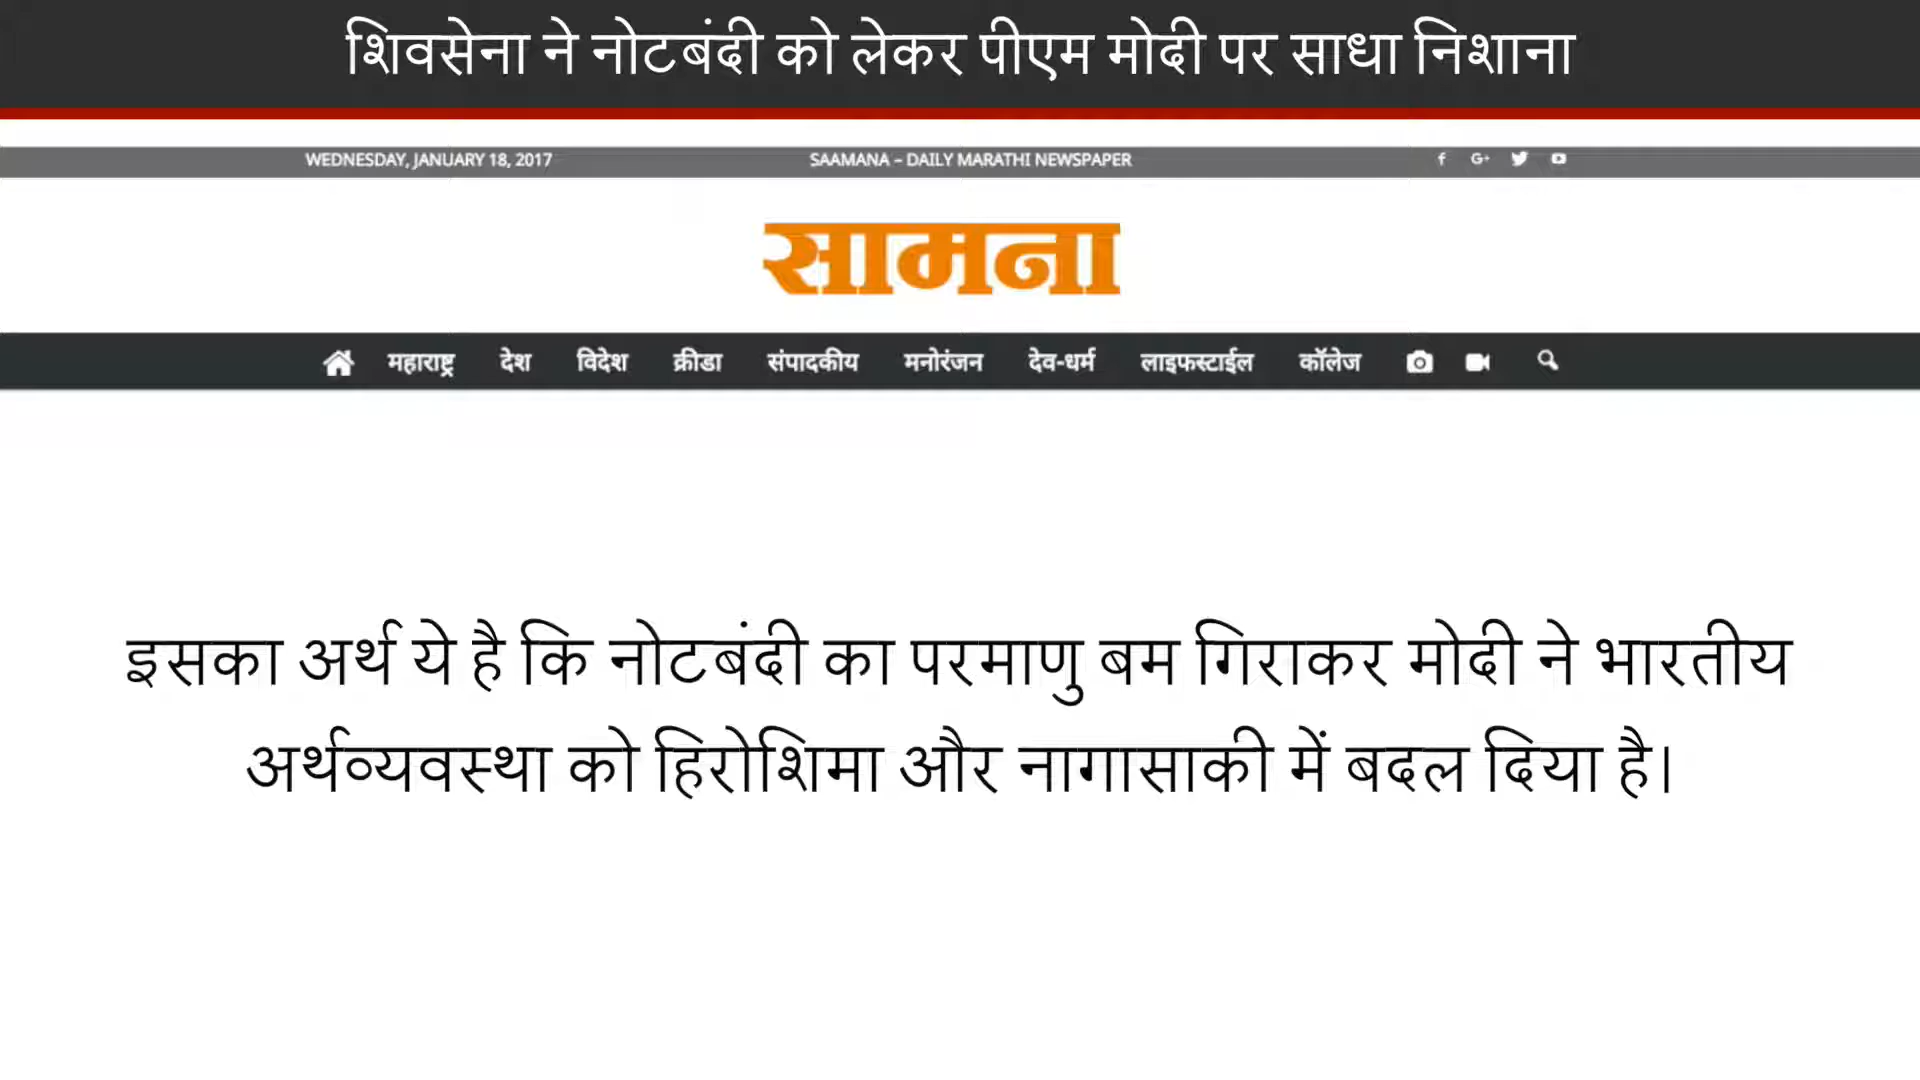 शिवसेना ने नोटबंदी को लेकर पीएम मोदी पर साधा निशाना
WEDNESDAY, JANUARY 18, 2017 SAAMANA – DAILY MARATHI NEWSPAPER
सामना
महाराष्ट्र देश विदेश क्रीडा संपादकीय मनोरंजन देव-धर्म लाइफस्टाईल कॉलेज
इसका अर्थ ये है कि नोटबंदी का परमाणु बम गिराकर मोदी ने भारतीय
अर्थव्यवस्था को हिरोशिमा और नागासाकी में बदल दिया है।